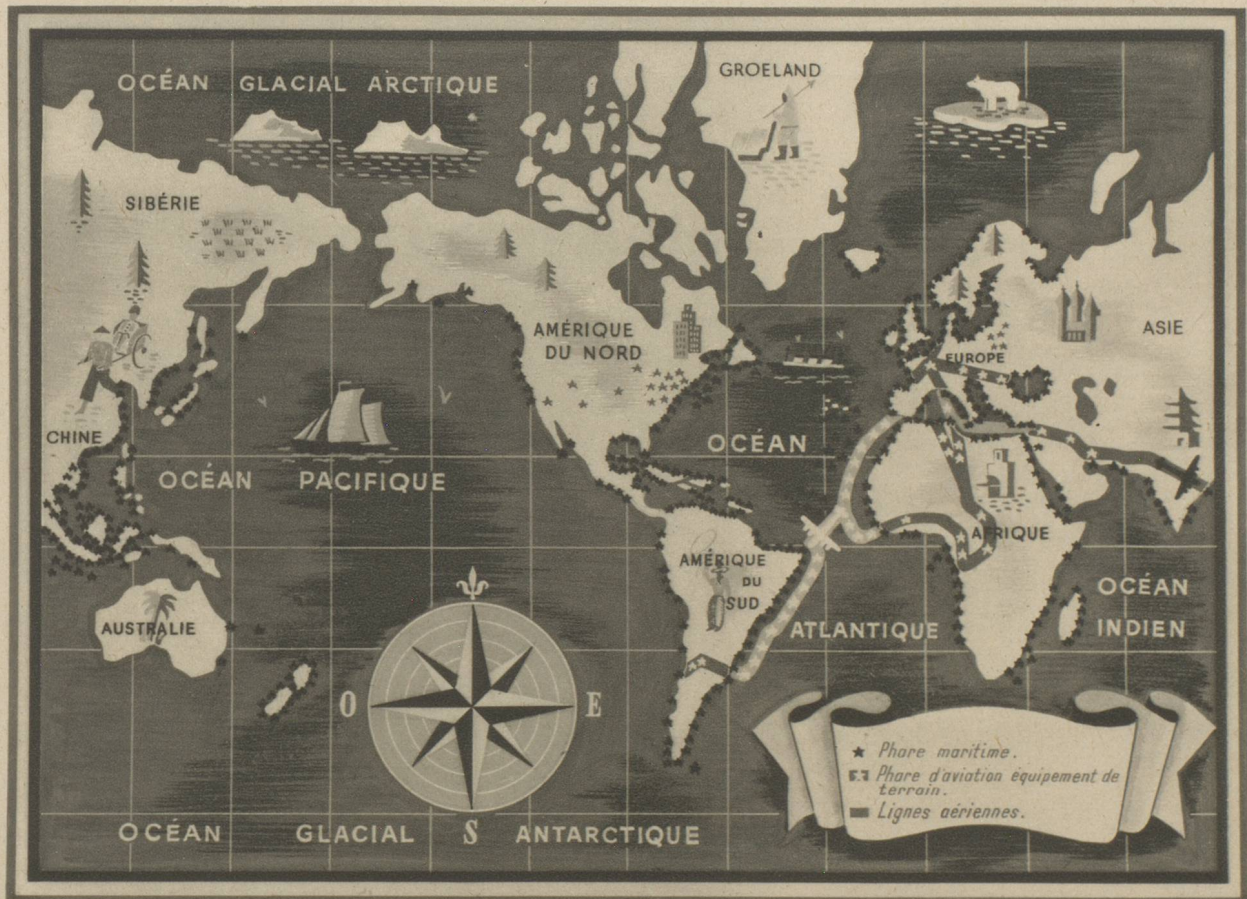 OCÉAN GLACIAL ARCTIQUE
GROELAND
SIBÉRIE
AMÉRIQUE
DU NORD
ASIE
EUROPE
CHINE
OCÉAN
OCÉAN PACIFIQUE
AFRIQUE
AMÉRIQUE
DU
SUD
OCÉAN
INDIEN
AUSTRALIE
ATLANTIQUE
O
E
S
Phare maritime.
Phare d'aviation équipement de
terrain.
Lignes aériennes.
OCÉAN GLACIAL ANTARCTIQUE